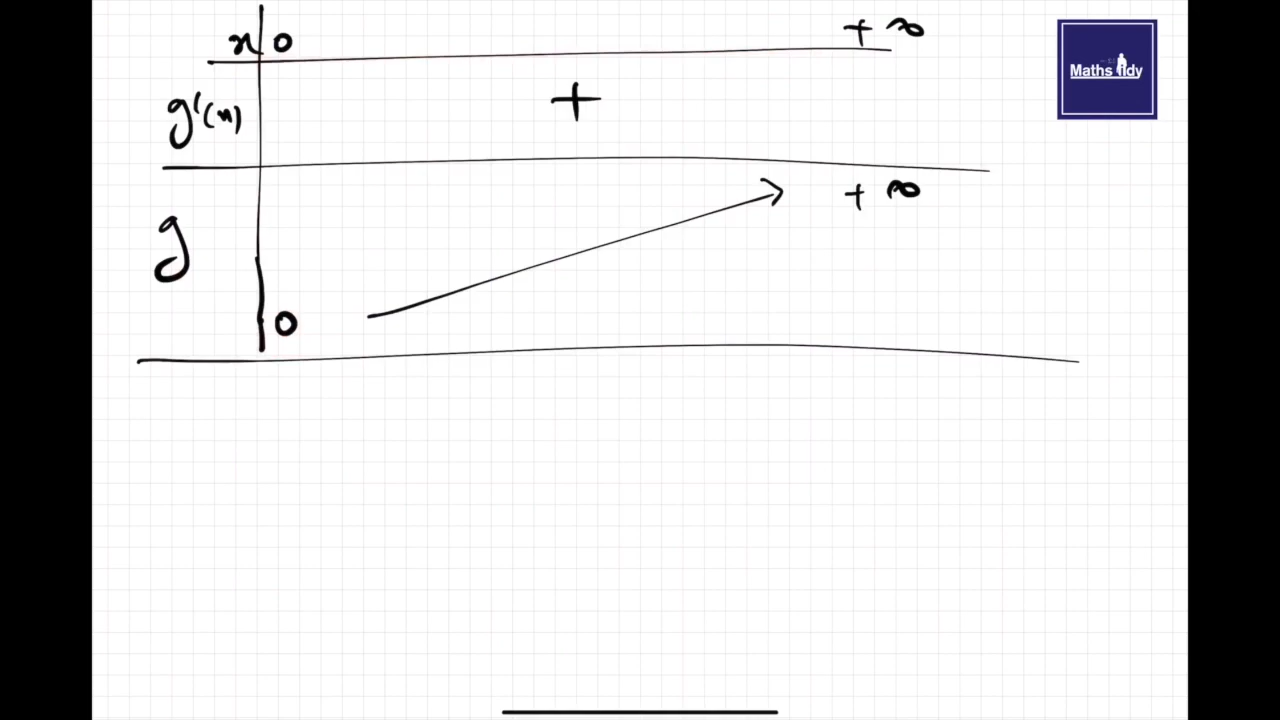 x 0 +∞
g'(x) +
g +∞
0
Maths Tidy